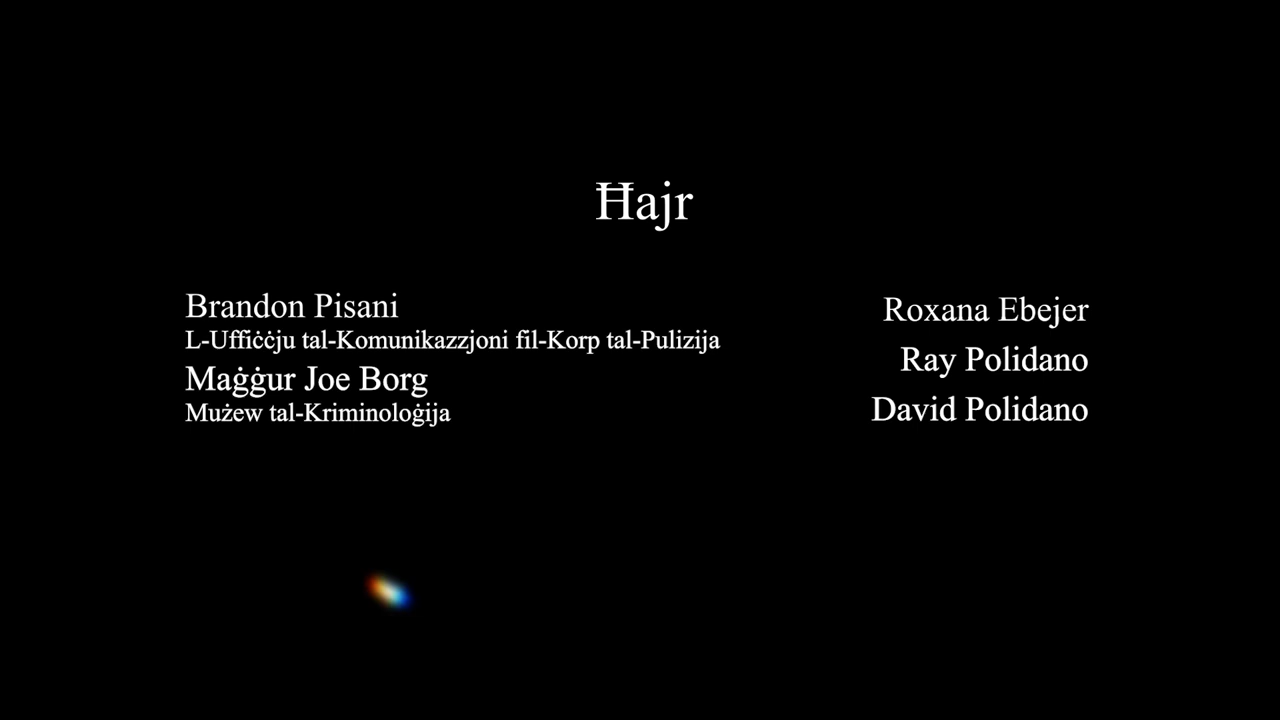 Ħajr
Brandon Pisani
L-Uffiċċju tal-Komunikazzjoni fil-Korp tal-Pulizija
Maġġur Joe Borg
Mużew tal-Kriminoloġija
Roxana Ebejer
Ray Polidano
David Polidano